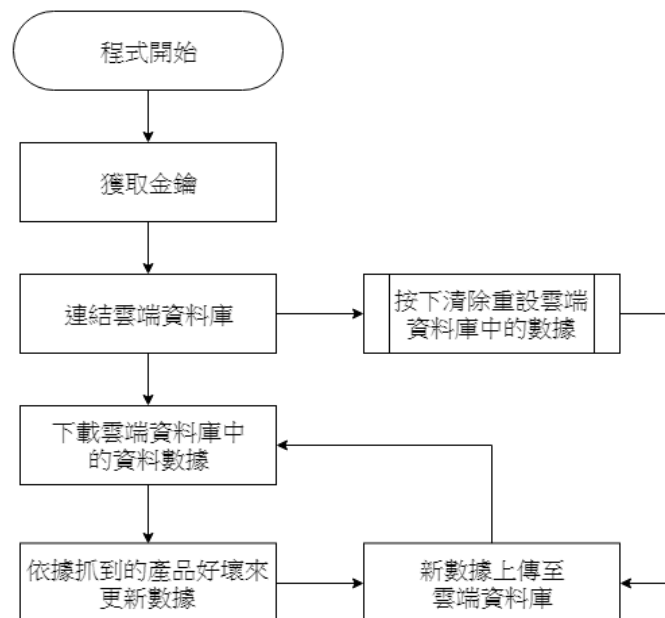 程式開始
獲取金鑰
連結雲端資料庫
按下清除重設雲端
資料庫中的數據
下載雲端資料庫中
的資料數據
依據抓到的產品好壞來
更新數據
新數據上傳至
雲端資料庫